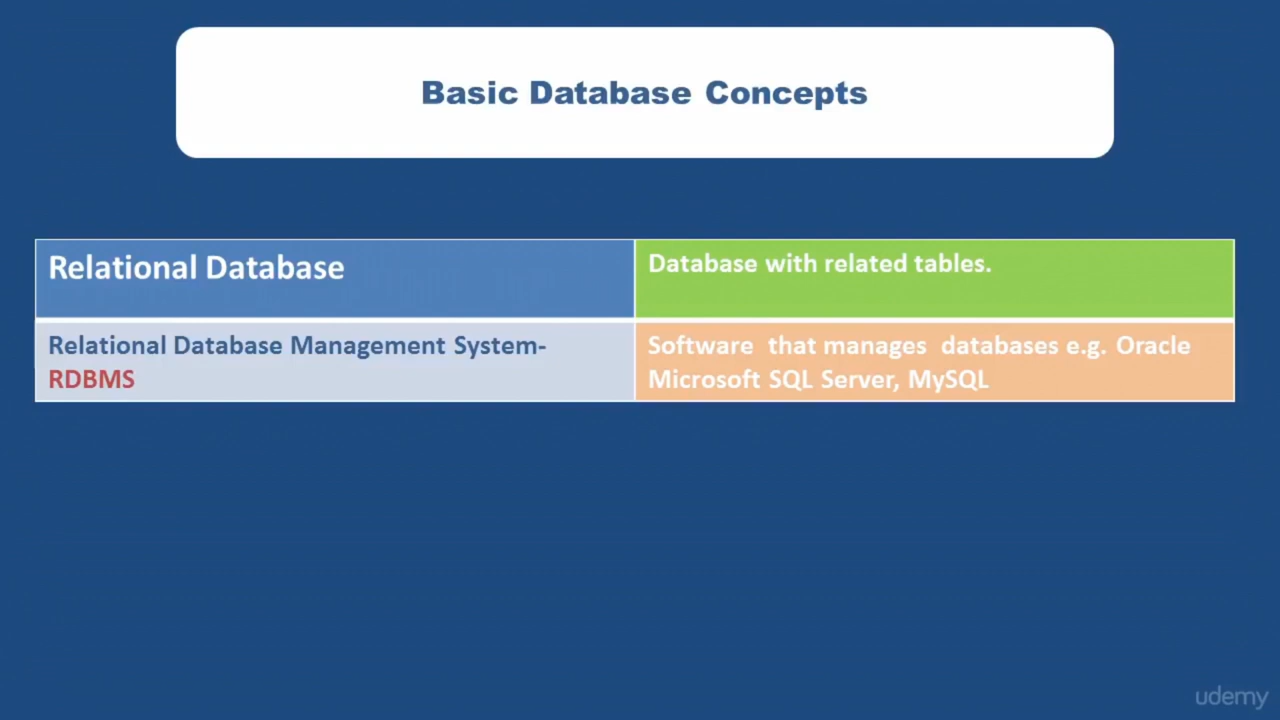 Basic Database Concepts
Relational Database
Database with related tables.
Relational Database Management System-
RDBMS
Software that manages databases e.g. Oracle
Microsoft SQL Server, MySQL
udemy